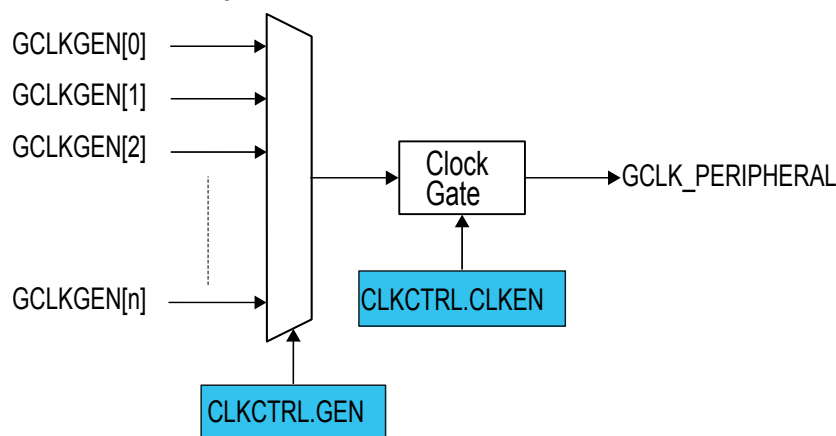 GCLKGEN[0]
GCLKGEN[1]
GCLKGEN[2]
GCLKGEN[n]
Clock
Gate
GCLK_PERIPHERAL
CLKCTRL.CLKEN
CLKCTRL.GEN